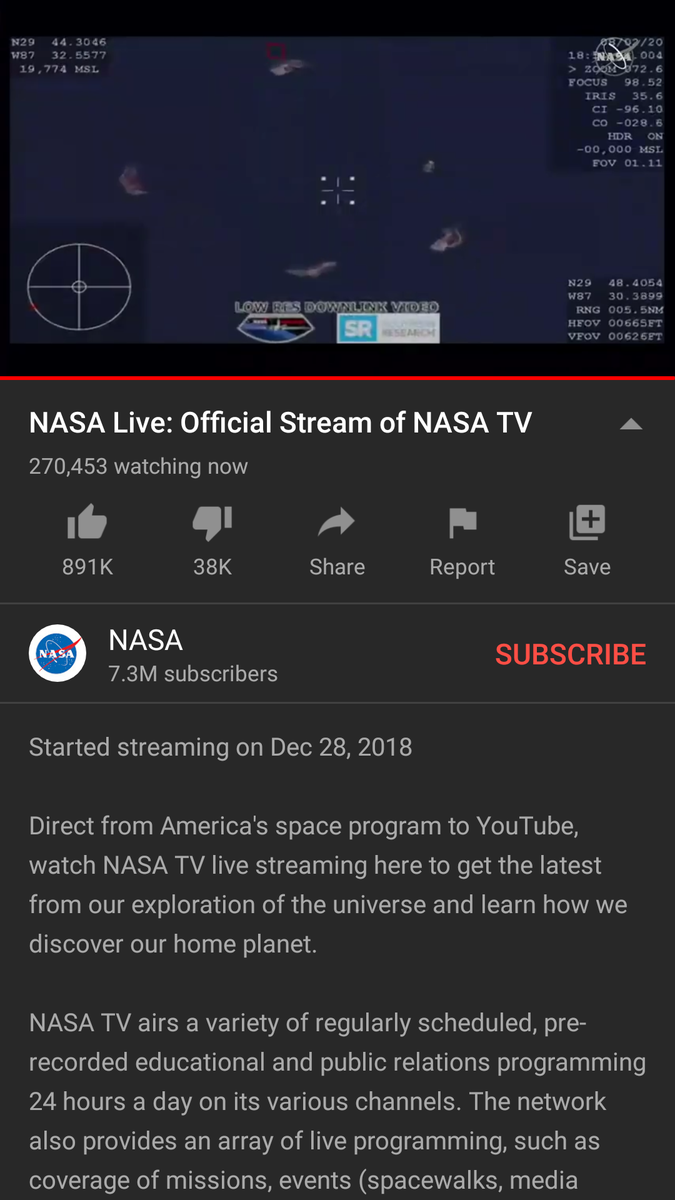 N29 44.3046
W87 32.5577
19,774 MSL
08/02/20
NASA
> ZOOM 072.6
FOCUS 98.52
IRIS 35.6
CI -96.10
CO -028.6
HDR ON
-00,000 MSL
FOV 01.11
LOW RES DOWNLINK VIDEO
SR
RESEARCH
N29 48.4054
W87 30.3899
RNG 005.5NM
HFOV 00665FT
VFOV 00626FT
NASA Live: Official Stream of NASA TV
270,453 watching now
891K
38K
Share
Report
Save
NASA
NASA
7.3M subscribers
SUBSCRIBE
Started streaming on Dec 28, 2018
Direct from America's space program to YouTube,
watch NASA TV live streaming here to get the latest
from our exploration of the universe and learn how we
discover our home planet.
NASA TV airs a variety of regularly scheduled, pre-
recorded educational and public relations programming
24 hours a day on its various channels. The network
also provides an array of live programming, such as
coverage of missions, events (spacewalks, media